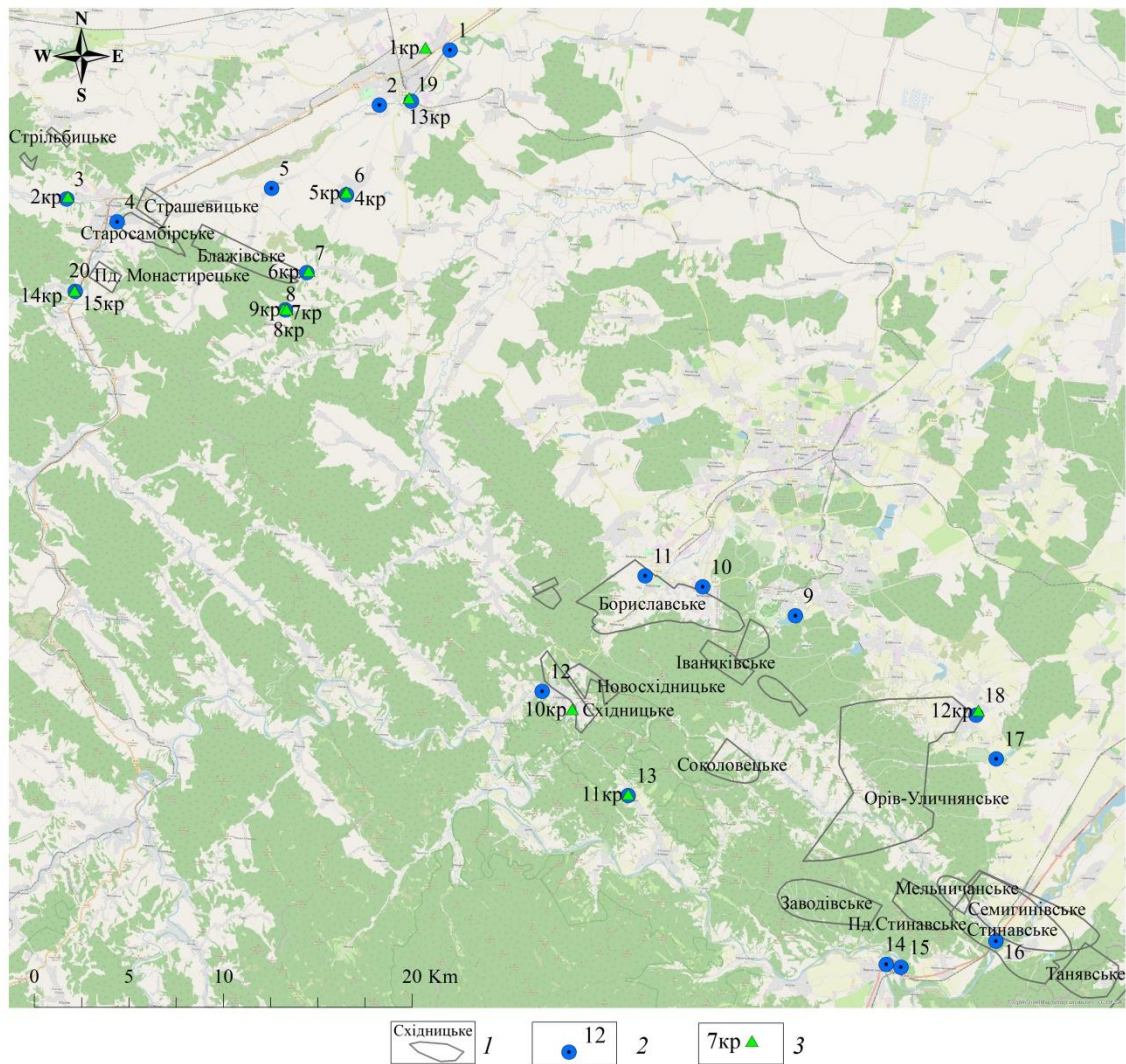 N
W E
S
1кр 1
2 19
13кр
Стрільбицьке
5
3
2кр
6
5кр 4кр
4 Страшевицьке
Старосамбірське
Блажівське
7
6кр
20 Пд. Монастирецьке
14кр 15кр
8
9кр 7кр
8кр
11
10
Бориславське
9
Іваниківське
12
Новосхідницьке
10кр Східницьке
18
12кр
17
Соколовецьке
13
11кр
Орів-Уличнянське
Мельничанське
Заводівське
Семигинівське
Пд.Стинавське
Стинавське
14 15
16
Танявське
0 5 10 20 Km
Східницьке 1
12 2
7кр 3